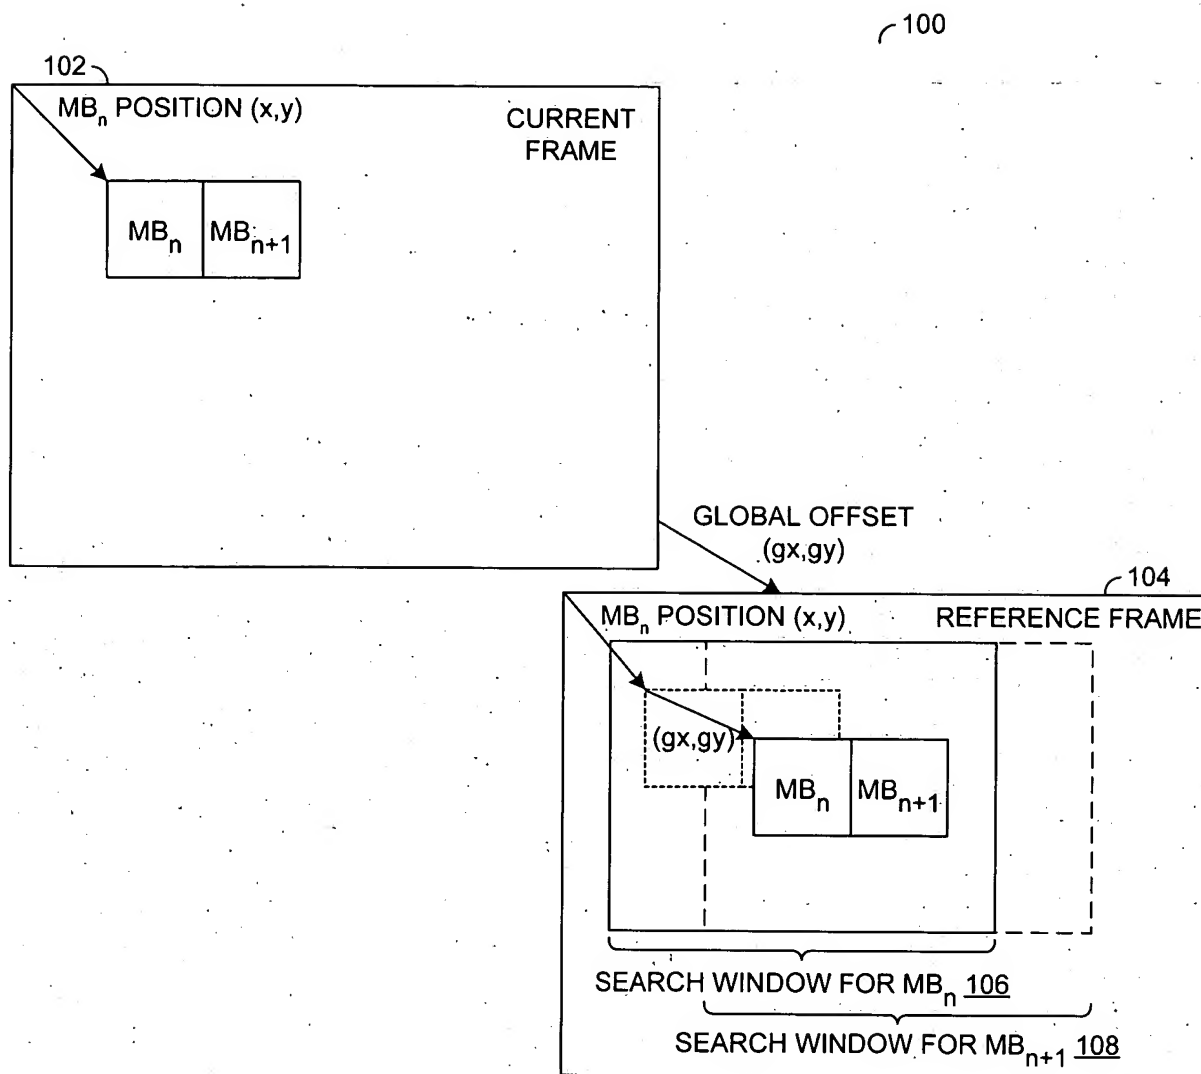 100
102
MBn POSITION (x,y)
CURRENT
FRAME
MBn
MBn+1
GLOBAL OFFSET
(gx,gy)
104
MBn POSITION (x,y)
REFERENCE FRAME
(gx,gy)
MBn
MBn+1
SEARCH WINDOW FOR MBn 106
SEARCH WINDOW FOR MBn+1 108